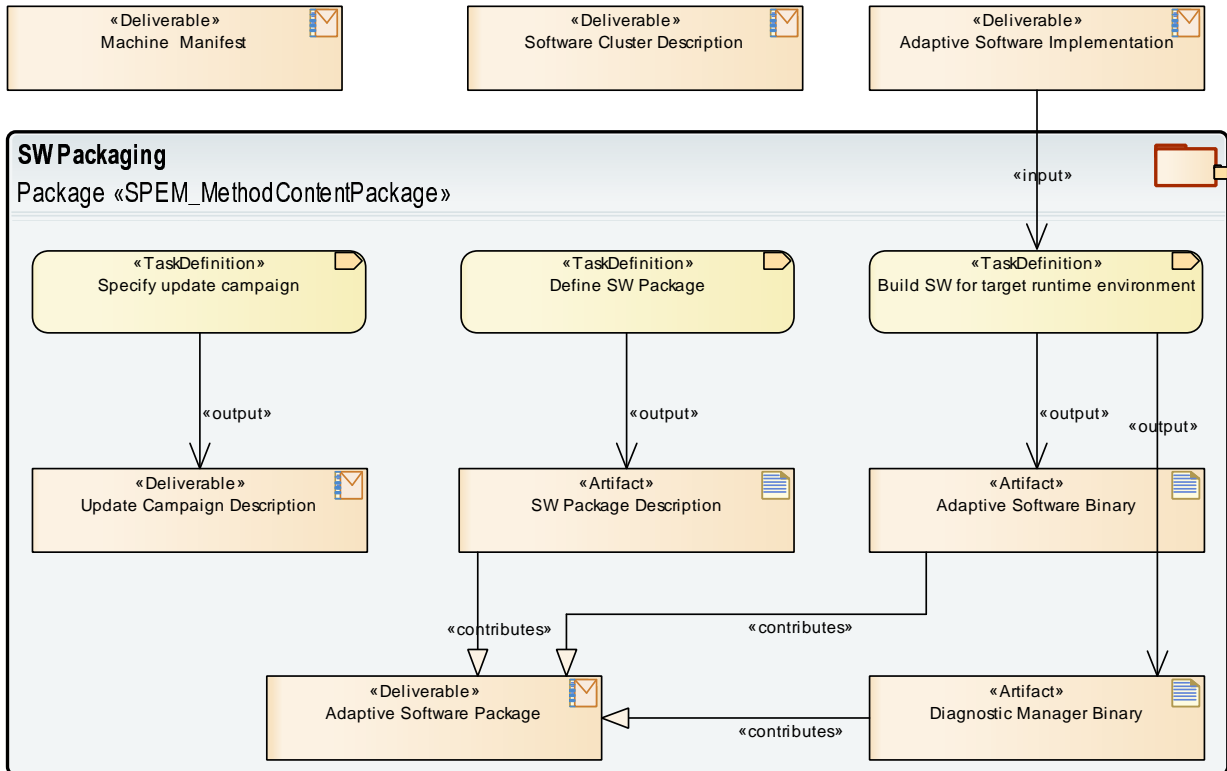 «Deliverable»
Machine Manifest
«Deliverable»
Software Cluster Description
«Deliverable»
Adaptive Software Implementation
SW Packaging
Package «SPEM_MethodContentPackage»
«input»
«TaskDefinition»
Specify update campaign
«TaskDefinition»
Define SW Package
«TaskDefinition»
Build SW for target runtime environment
«output»
«output»
«output»
«output»
«Deliverable»
Update Campaign Description
«Artifact»
SW Package Description
«Artifact»
Adaptive Software Binary
«contributes»
«contributes»
«Deliverable»
Adaptive Software Package
«Artifact»
Diagnostic Manager Binary
«contributes»